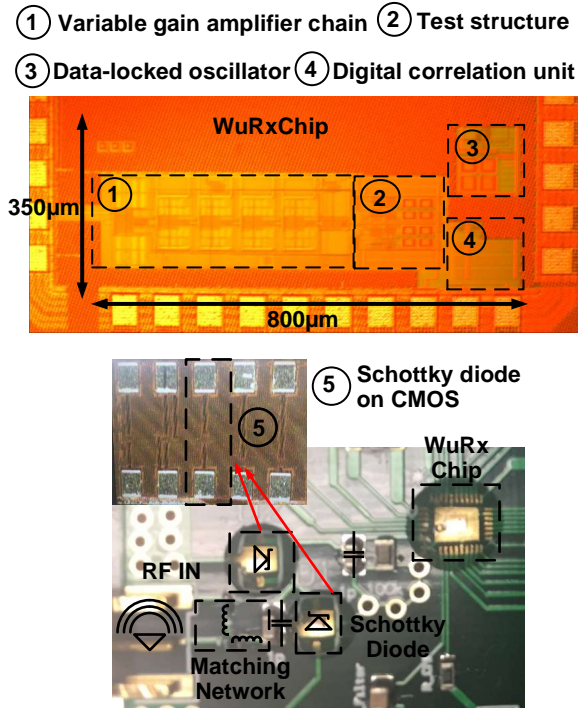 1 Variable gain amplifier chain 2 Test structure
3 Data-locked oscillator 4 Digital correlation unit
WuRxChip
350µm
1
2
3
4
800µm
5 Schottky diode
on CMOS
5
WuRx
Chip
RF IN
Matching
Network
Schottky
Diode